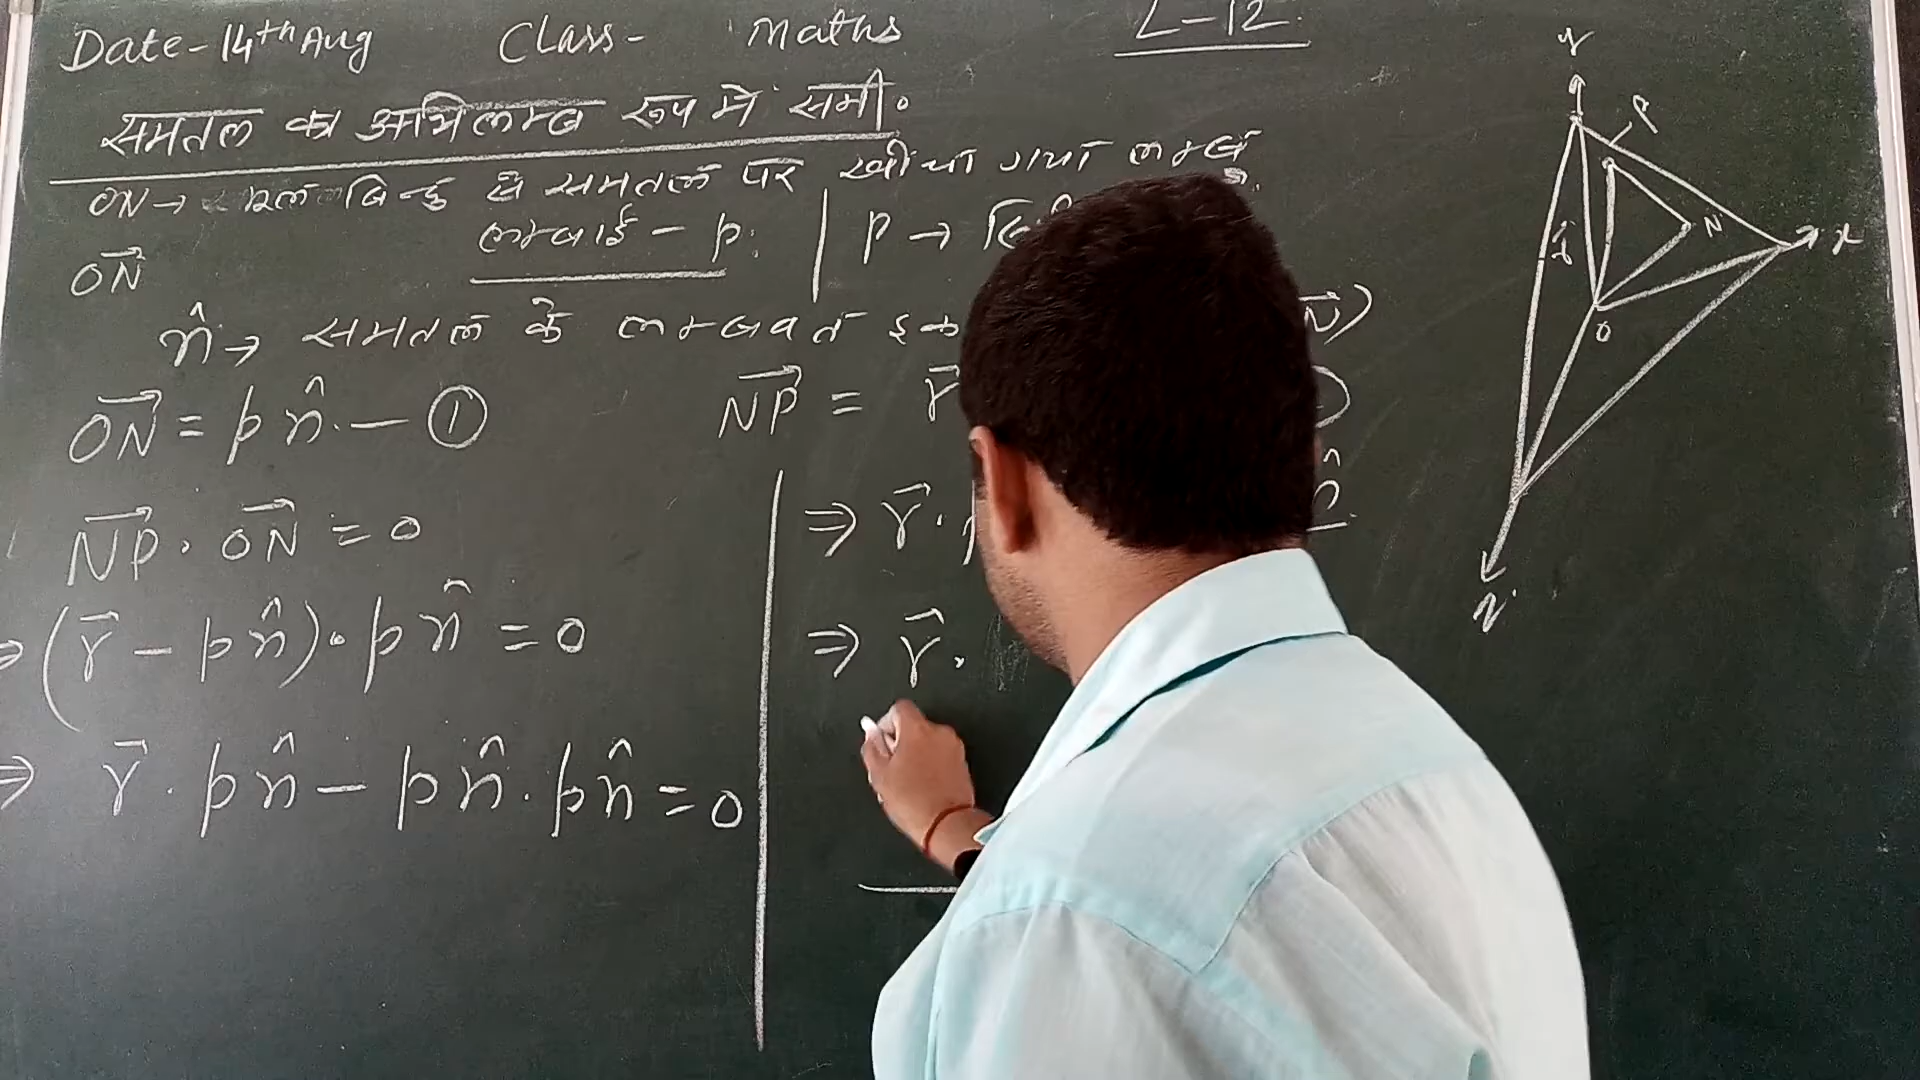 Date - 14th Aug Class - Maths L-12.
समतल का अभिलम्ब रूप में समी०
ON → मूल बिन्दु से समतल पर खींचा गया लम्ब
लम्बाई - p. P →
ON⃗
n̂ → समतल के लम्बवत इक N⃗)
ON⃗ = p n̂. — ①
NP⃗ . ON⃗ = 0
(r⃗ - p n̂) . p n̂ = 0
⇒ r⃗ . p n̂ - p n̂ . p n̂ = 0
NP⃗ = r⃗
⇒ r⃗ . n̂.
⇒ r⃗ .
Y
P
N
X
O
Z